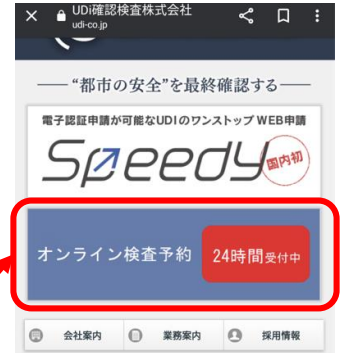 UDi確認検査株式会社
udi-co.jp
“都市の安全”を最終確認する
電子認証申請が可能なUDIのワンストップ WEB申請
Speedy
国内初
オンライン検査予約
24時間受付中
会社案内
業務案内
採用情報